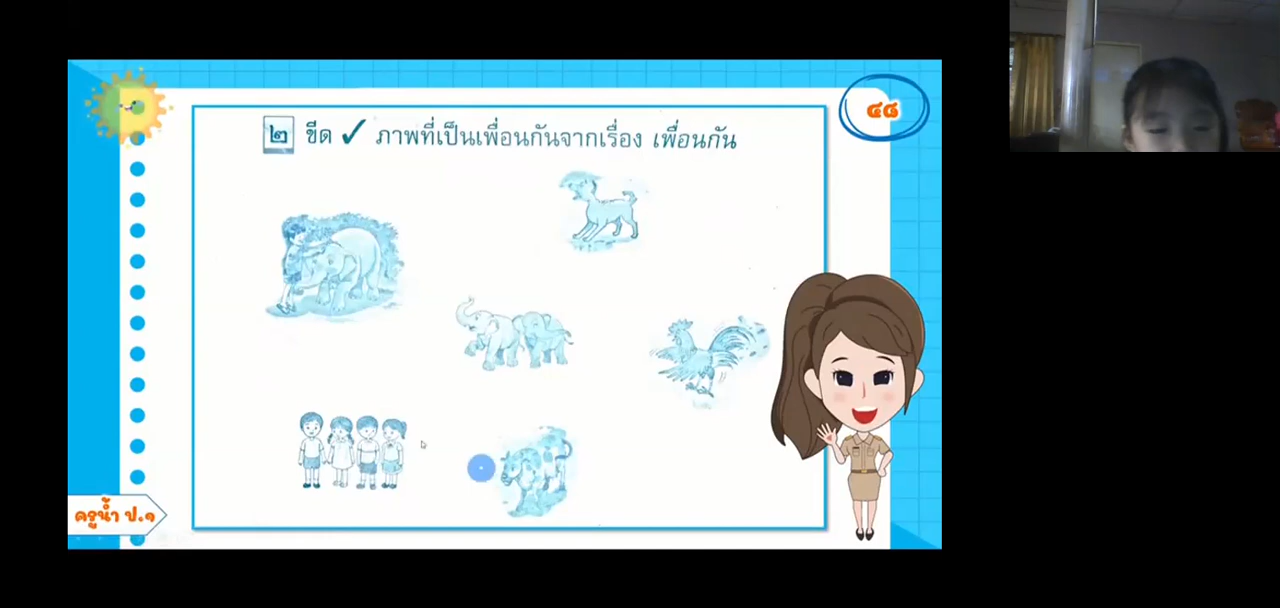 ๔๘
๒ ขีด ✓ ภาพที่เป็นเพื่อนกันจากเรื่อง เพื่อนกัน
ครูน้ำ ป.๑